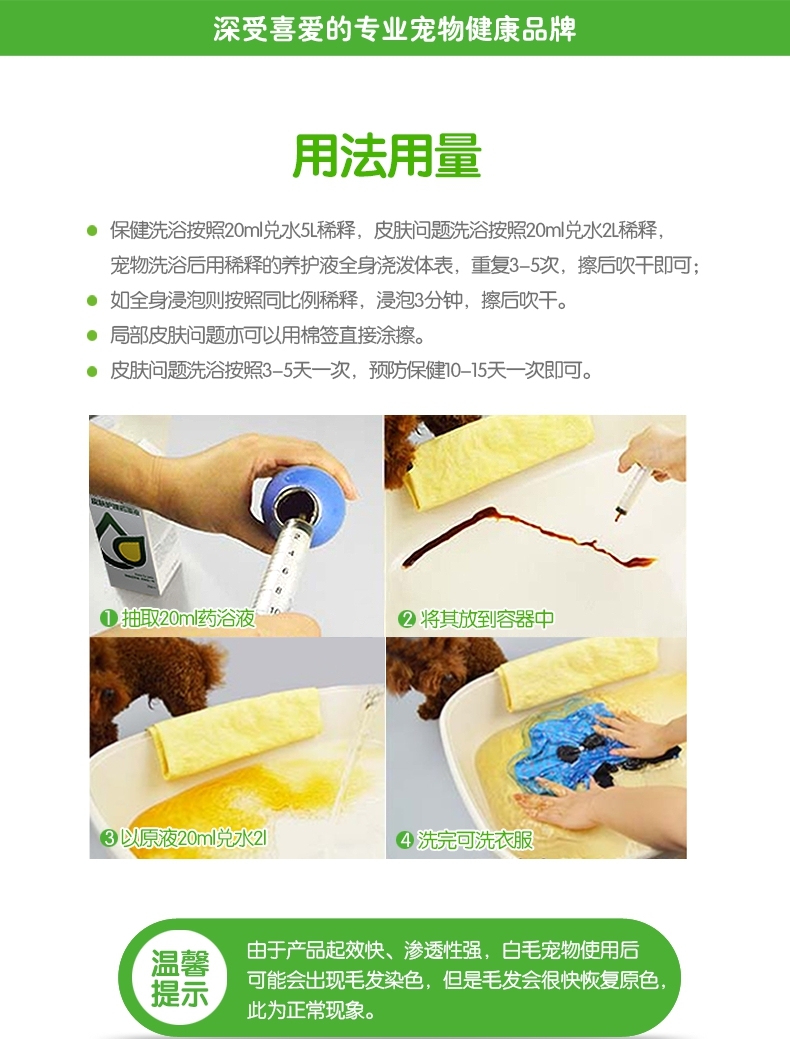 深受喜爱的专业宠物健康品牌
用法用量
保健洗浴按照20ml兑水5L稀释，皮肤问题洗浴按照20ml兑水2L稀释，
宠物洗浴后用稀释的养护液全身浇泼体表，重复3-5次，擦后吹干即可；
如全身浸泡则按照同比例稀释，浸泡3分钟，擦后吹干。
局部皮肤问题亦可以用棉签直接涂擦。
皮肤问题洗浴按照3-5天一次，预防保健10-15天一次即可。
2
4
6
8
10
1 抽取20ml药浴液
2 将其放到容器中
3 以原液20ml兑水2l
4 洗完可洗衣服
温馨
提示
由于产品起效快、渗透性强，白毛宠物使用后
可能会出现毛发染色，但是毛发会很快恢复原色，
此为正常现象。